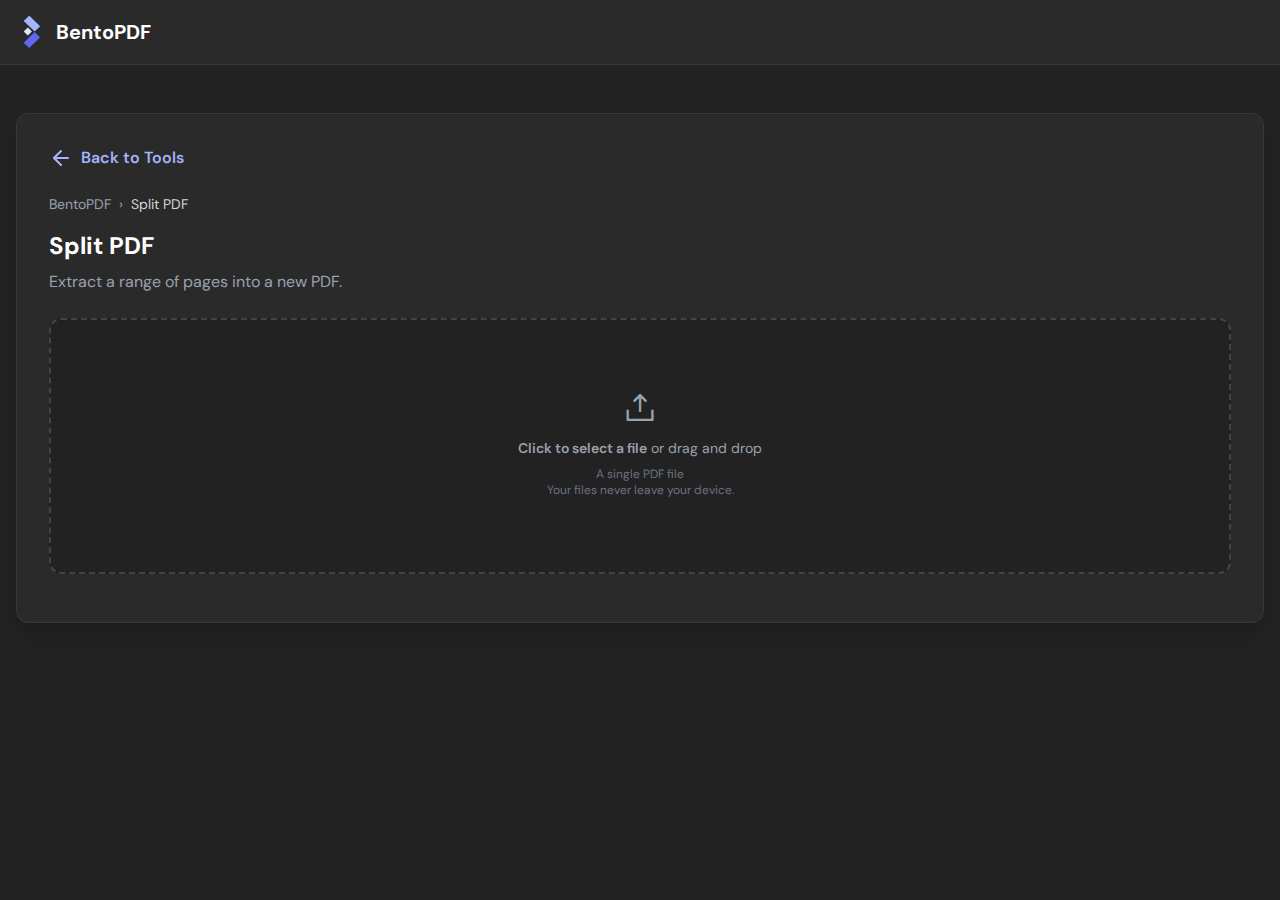 BentoPDF
Back to Tools
BentoPDF › Split PDF
Split PDF
Extract a range of pages into a new PDF.
Click to select a file or drag and drop
A single PDF file
Your files never leave your device.